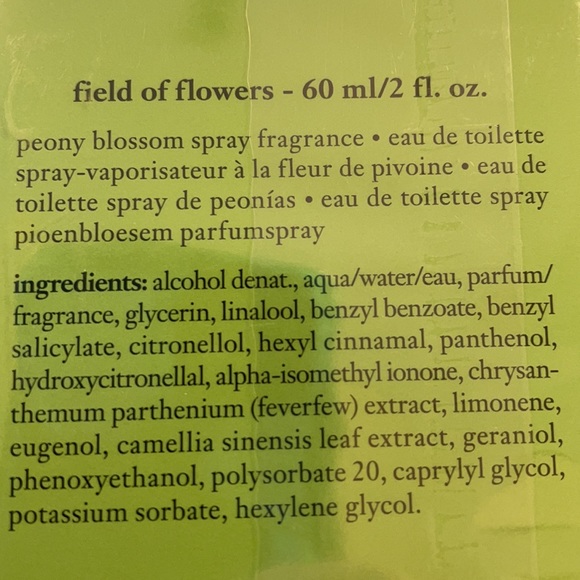 field of flowers - 60 ml/2 fl. oz.
peony blossom spray fragrance • eau de toilette
spray-vaporisateur à la fleur de pivoine • eau de
toilette spray de peonías • eau de toilette spray
pioenbloesem parfumspray
ingredients: alcohol denat., aqua/water/eau, parfum/
fragrance, glycerin, linalool, benzyl benzoate, benzyl
salicylate, citronellol, hexyl cinnamal, panthenol,
hydroxycitronellal, alpha-isomethyl ionone, chrysan-
themum parthenium (feverfew) extract, limonene,
eugenol, camellia sinensis leaf extract, geraniol,
phenoxyethanol, polysorbate 20, caprylyl glycol,
potassium sorbate, hexylene glycol.